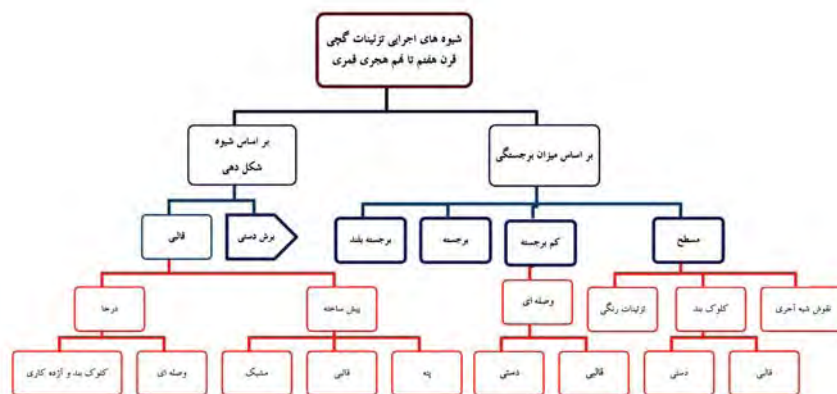 شیوه های اجرایی تزئینات گچی
قرن هفتم تا نهم هجری قمری
بر اساس میزان برجستگی
بر اساس شیوه
شکل دهی
مسطح
کم برجسته
برجسته
برجسته بلند
برش دستی
قالبی
نقوش شبه آجری
کلوک بند
تزئینات رنگی
وصله ای
پیش ساخته
درجا
قالبی
دستی
قالبی
دستی
پته
قالبی
مشبک
وصله ای
کلوک بند و آژده کاری